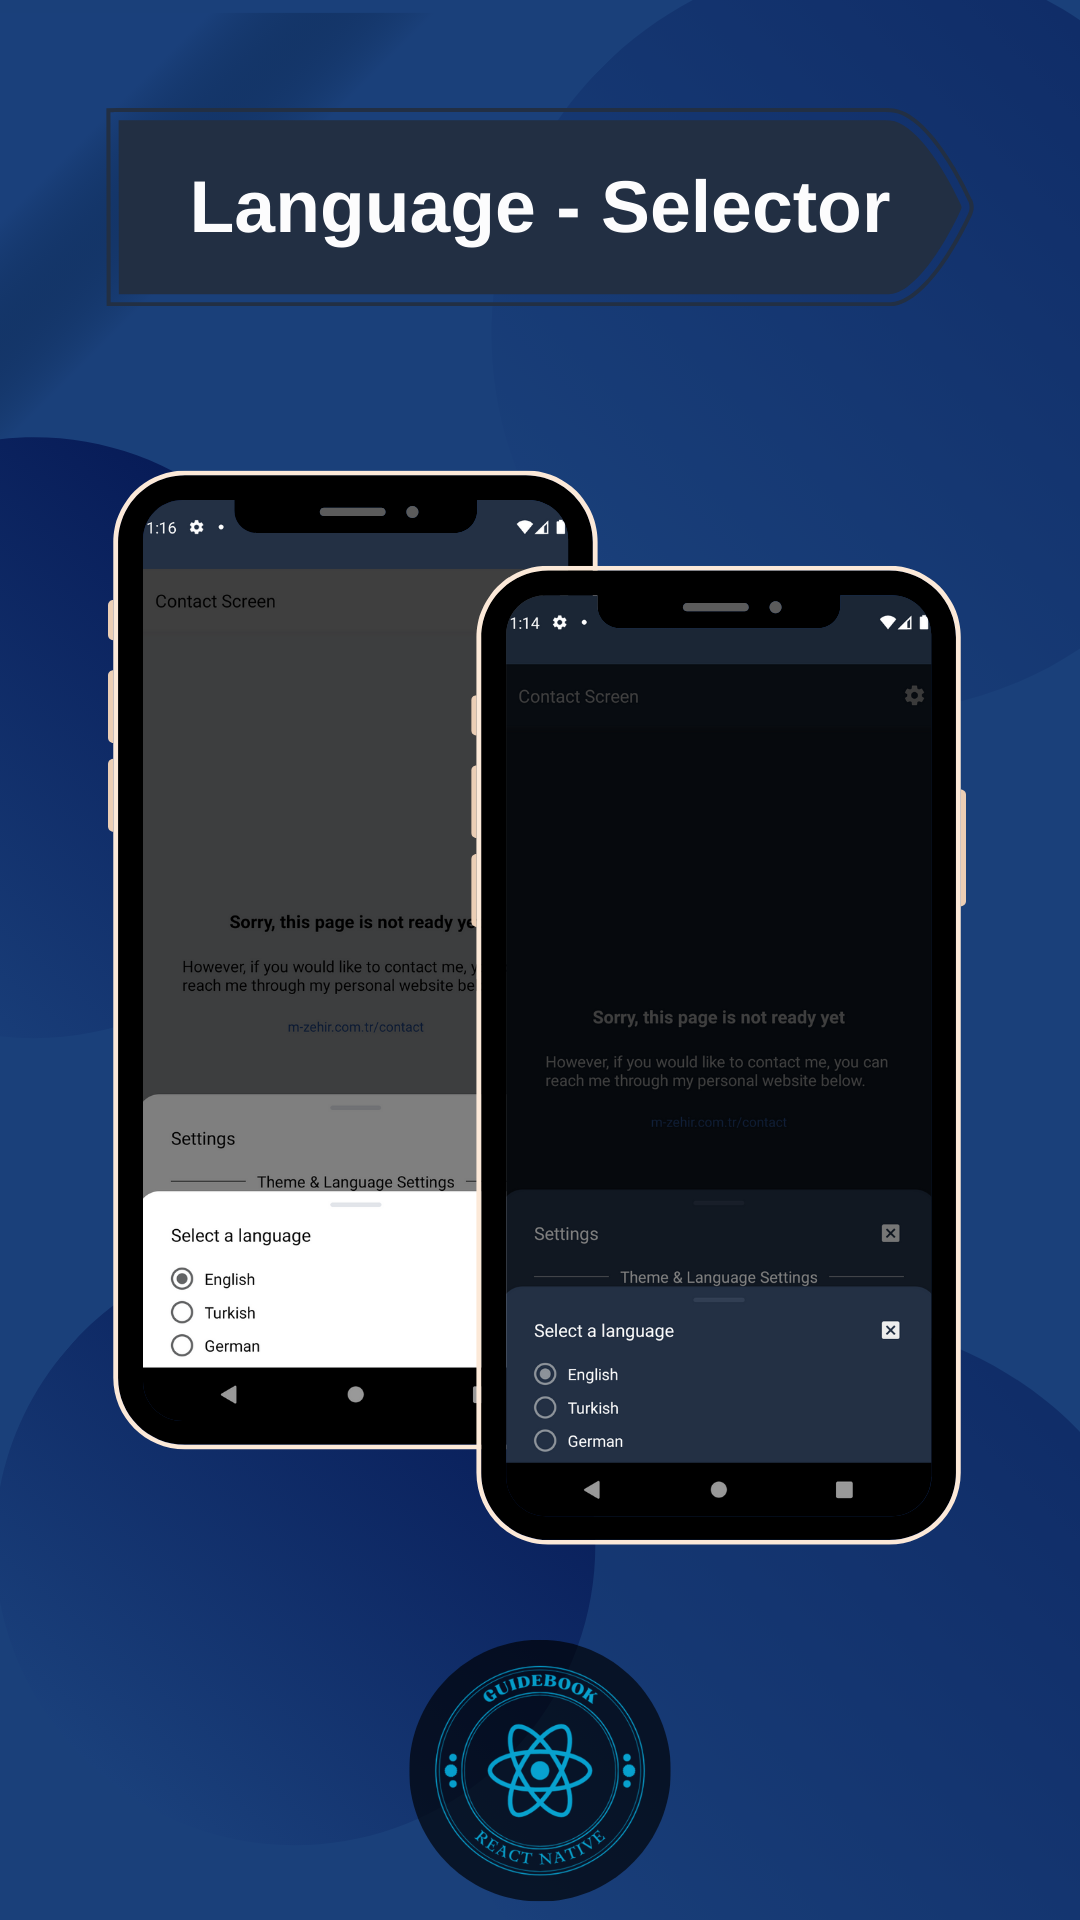 Language - Selector
1:16
Contact Screen
Sorry, this page is not ready
However, if you would like to contact me,
reach me through my personal website
m-zehir.com.tr/contact
Settings
Theme & Language Settings
Select a language
English
Turkish
German
1:14
Contact Screen
Sorry, this page is not ready yet
However, if you would like to contact me, you can
reach me through my personal website below.
m-zehir.com.tr/contact
Settings
Theme & Language Settings
Select a language
English
Turkish
German
GUIDEBOOK
REACT NATIVE